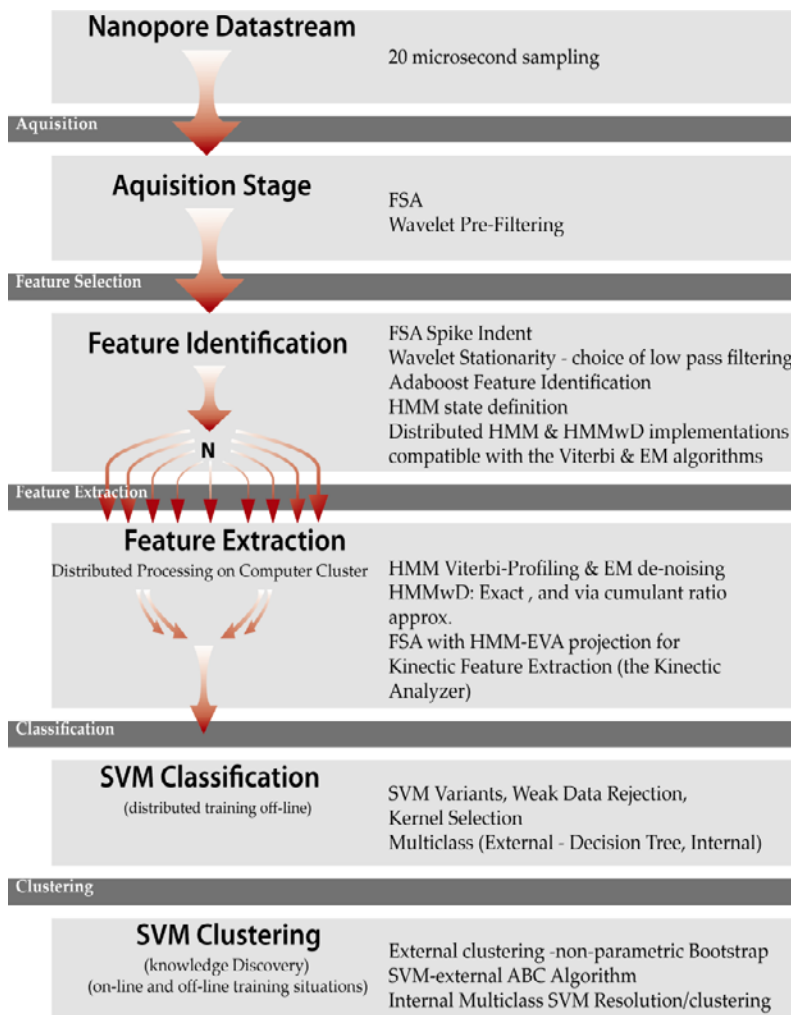 Nanopore Datastream
20 microsecond sampling
Aquisition
Aquisition Stage
FSA
Wavelet Pre-Filtering
Feature Selection
Feature Identification
FSA Spike Indent
Wavelet Stationarity - choice of low pass filtering
Adaboost Feature Identification
HMM state definition
Distributed HMM & HMMwD implementations
compatible with the Viterbi & EM algorithms
N
Feature Extraction
Feature Extraction
Distributed Processing on Computer Cluster
HMM Viterbi-Profiling & EM de-noising
HMMwD: Exact , and via cumulant ratio
approx.
FSA with HMM-EVA projection for
Kinectic Feature Extraction (the Kinectic
Analyzer)
Classification
SVM Classification
(distributed training off-line)
SVM Variants, Weak Data Rejection,
Kernel Selection
Multiclass (External - Decision Tree, Internal)
Clustering
SVM Clustering
(knowledge Discovery)
(on-line and off-line training situations)
External clustering -non-parametric Bootstrap
SVM-external ABC Algorithm
Internal Multiclass SVM Resolution/clustering